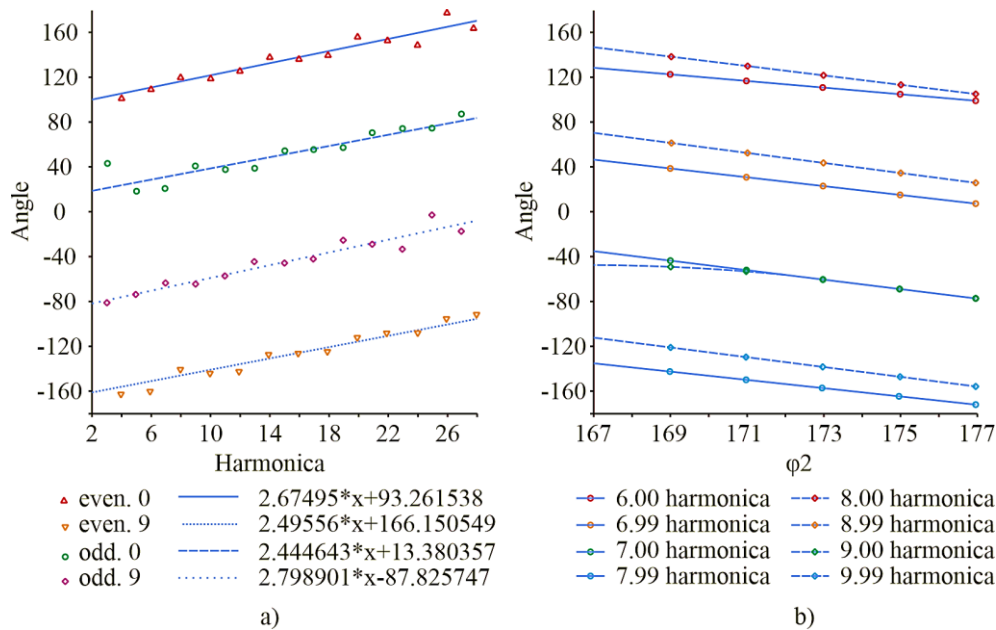 160
120
80
40
0
-40
-80
-120
-160
Angle
2 6 10 14 18 22 26
Harmonica
even. 0 2.67495*x+93.261538
even. 9 2.49556*x+166.150549
odd. 0 2.444643*x+13.380357
odd. 9 2.798901*x-87.825747
a)
160
120
80
40
0
-40
-80
-120
-160
Angle
167 169 171 173 175 177
φ2
6.00 harmonica 8.00 harmonica
6.99 harmonica 8.99 harmonica
7.00 harmonica 9.00 harmonica
7.99 harmonica 9.99 harmonica
b)